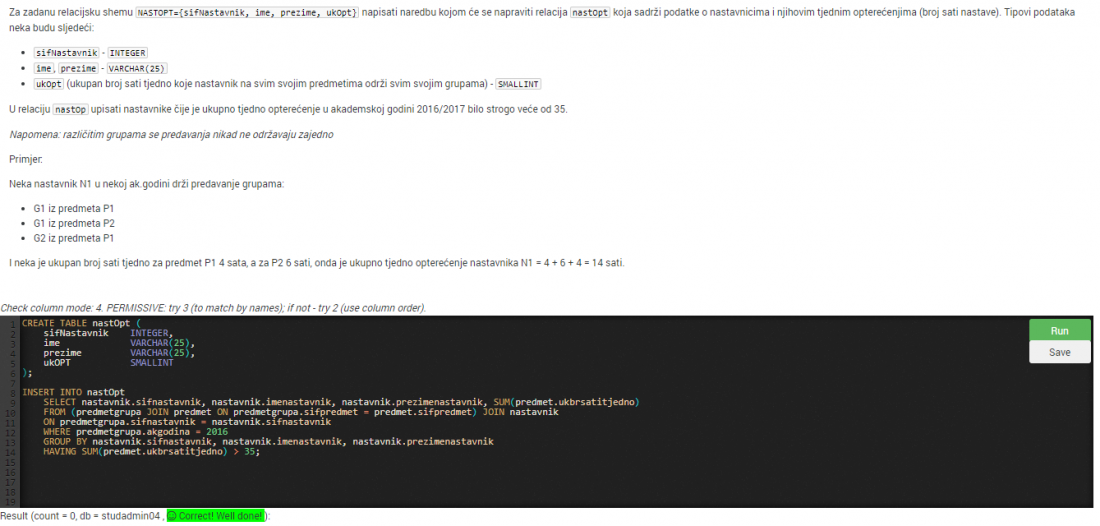 Za zadanu relacijsku shemu NASTOPT={sifNastavnik, ime, prezime, ukOpt} napisati naredbu kojom će se napraviti relacija nastOpt koja sadrži podatke o nastavnicima i njihovim tjednim opterećenjima (broj sati nastave). Tipovi podataka
neka budu sljedeći:
• sifNastavnik - INTEGER
• ime, prezime - VARCHAR(25)
• ukOpt (ukupan broj sati tjedno koje nastavnik na svim svojim predmetima održi svim svojim grupama) - SMALLINT
U relaciju nastOp upisati nastavnike čije je ukupno tjedno opterećenje u akademskoj godini 2016/2017 bilo strogo veće od 35.
Napomena: različitim grupama se predavanja nikad ne održavaju zajedno
Primjer:
Neka nastavnik N1 u nekoj ak.godini drži predavanje grupama:
• G1 iz predmeta P1
• G1 iz predmeta P2
• G2 iz predmeta P1
I neka je ukupan broj sati tjedno za predmet P1 4 sata, a za P2 6 sati, onda je ukupno tjedno opterećenje nastavnika N1 = 4 + 6 + 4 = 14 sati.
Check column mode: 4. PERMISSIVE: try 3 (to match by names); if not - try 2 (use column order).
1 CREATE TABLE nastOpt (
2 sifNastavnik INTEGER,
3 ime VARCHAR(25),
4 prezime VARCHAR(25),
5 ukOPT SMALLINT
6 );
7
8 INSERT INTO nastOpt
9 SELECT nastavnik.sifnastavnik, nastavnik.imenastavnik, nastavnik.prezimenastavnik, SUM(predmet.ukbrsatitjedno)
10 FROM (predmetgrupa JOIN predmet ON predmetgrupa.sifpredmet = predmet.sifpredmet) JOIN nastavnik
11 ON predmetgrupa.sifnastavnik = nastavnik.sifnastavnik
12 WHERE predmetgrupa.akgodina = 2016
13 GROUP BY nastavnik.sifnastavnik, nastavnik.imenastavnik, nastavnik.prezimenastavnik
14 HAVING SUM(predmet.ukbrsatitjedno) > 35;
15
16
17
18
19
Run
Save
Result (count = 0, db = studadmin04 , Correct! Well done! ):